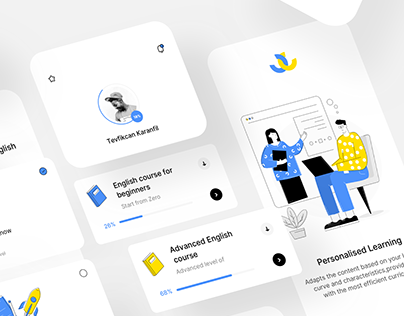 Tevfikcan Karanfil
English course for
beginners
Start from Zero
26%
Advanced English
course
Advanced level of
68%
Personalised Learning
Adapts the content based on your
curve and characteristics,provid
with the most efficient curric
glish
now